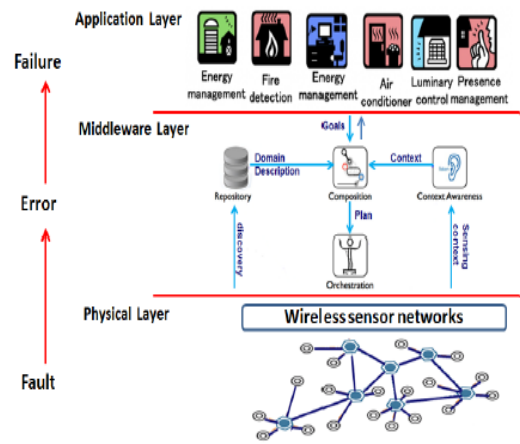 Application Layer
Failure
Energy
management
Fire
detection
Energy
management
Air
conditioner
Luminary
control
Presence
management
Middleware Layer
Goals
Domain
Description
Context
Repository
Composition
Context Awareness
Error
Plan
discovery
Sensing
context
Orchestration
Physical Layer
Wireless sensor networks
Fault